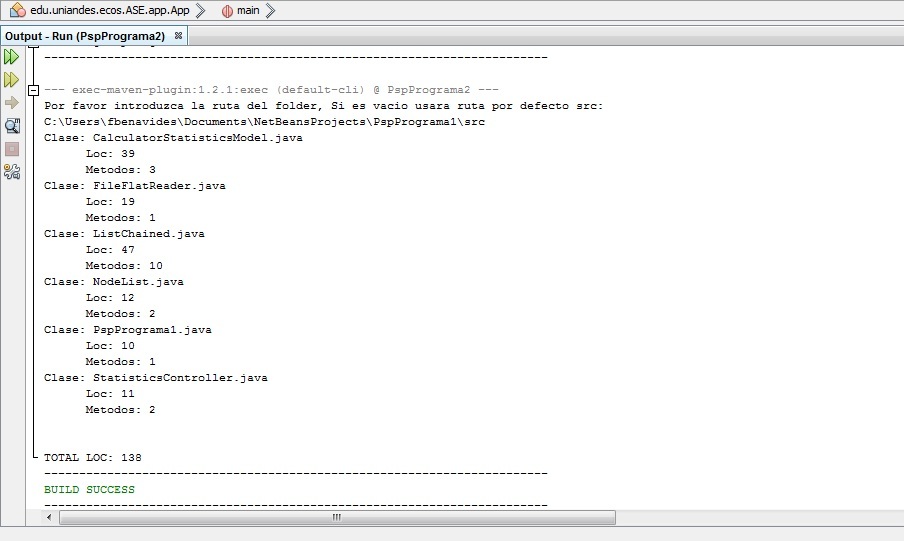 edu.uniandes.ecos.ASE.app.App main
Output - Run (PspPrograma2)
------------------------------------------------------------------------
--- exec-maven-plugin:1.2.1:exec (default-cli) @ PspPrograma2 ---
Por favor introduzca la ruta del folder, Si es vacio usara ruta por defecto src:
C:\Users\fbenavides\Documents\NetBeansProjects\PspPrograma1\src
Clase: CalculatorStatisticsModel.java
Loc: 39
Metodos: 3
Clase: FileFlatReader.java
Loc: 19
Metodos: 1
Clase: ListChained.java
Loc: 47
Metodos: 10
Clase: NodeList.java
Loc: 12
Metodos: 2
Clase: PspPrograma1.java
Loc: 10
Metodos: 1
Clase: StatisticsController.java
Loc: 11
Metodos: 2
TOTAL LOC: 138
------------------------------------------------------------------------
BUILD SUCCESS
------------------------------------------------------------------------